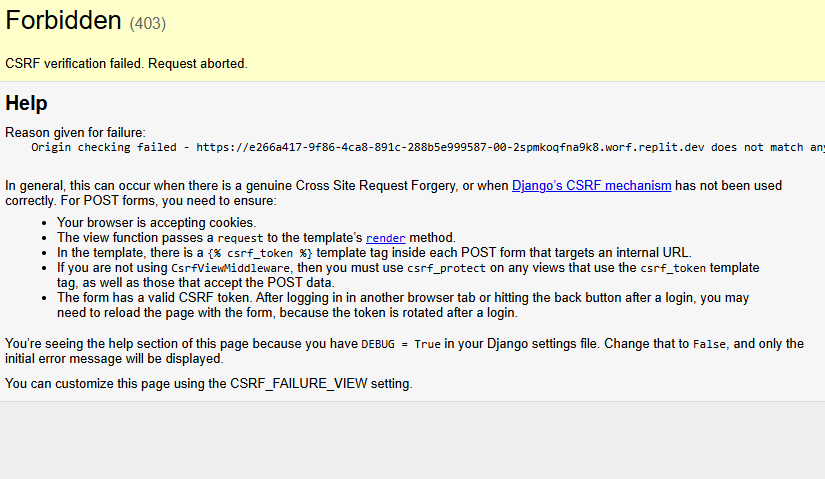 Forbidden (403)
CSRF verification failed. Request aborted.
Help
Reason given for failure:
Origin checking failed - https://e266a417-9f86-4ca8-891c-288b5e999587-00-2spmkoqfna9k8.worf.replit.dev does not match any
In general, this can occur when there is a genuine Cross Site Request Forgery, or when Django’s CSRF mechanism has not been used
correctly. For POST forms, you need to ensure:
• Your browser is accepting cookies.
• The view function passes a request to the template’s render method.
• In the template, there is a {% csrf_token %} template tag inside each POST form that targets an internal URL.
• If you are not using CsrfViewMiddleware, then you must use csrf_protect on any views that use the csrf_token template
tag, as well as those that accept the POST data.
• The form has a valid CSRF token. After logging in in another browser tab or hitting the back button after a login, you may
need to reload the page with the form, because the token is rotated after a login.
You’re seeing the help section of this page because you have DEBUG = True in your Django settings file. Change that to False, and only the
initial error message will be displayed.
You can customize this page using the CSRF_FAILURE_VIEW setting.